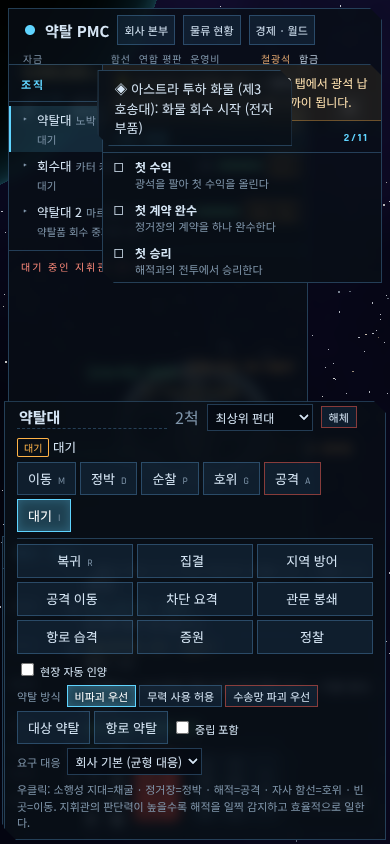 약탈 PMC 회사 본부 물류 현황 경제 · 월드
자금 함선 연합 평판 운영비 철광석 합금
조직
탭에서 광석 납
까이 됩니다.
◈ 아스트라 투하 화물 (제3
호송대): 화물 회수 시작 (전자
부품)
2/11
약탈대 노박
대기
회수대 카터
대기
약탈대 2
약탈품 회수 중
대기 중인 지휘관
첫 수익
광석을 팔아 첫 수익을 올린다
첫 계약 완수
정거장의 계약을 하나 완수한다
첫 승리
해적과의 전투에서 승리한다
약탈대 2척 최상위 편대 해체
대기 대기
이동 M 정박 D 순찰 P 호위 G 공격 A
대기 I
복귀 R 집결 지역 방어
공격 이동 차단 요격 관문 봉쇄
항로 습격 증원 정찰
현장 자동 인양
약탈 방식 비파괴 우선 무력 사용 허용 수송망 파괴 우선
대상 약탈 항로 약탈 중립 포함
요구 대응 회사 기본 (균형 대응)
우클릭: 소행성 지대=채굴 · 정거장=정박 · 해적=공격 · 자사 함선=호위 · 빈
곳=이동. 지휘관의 판단력이 높을수록 해적을 일찍 감지하고 효율적으로 일한
다.